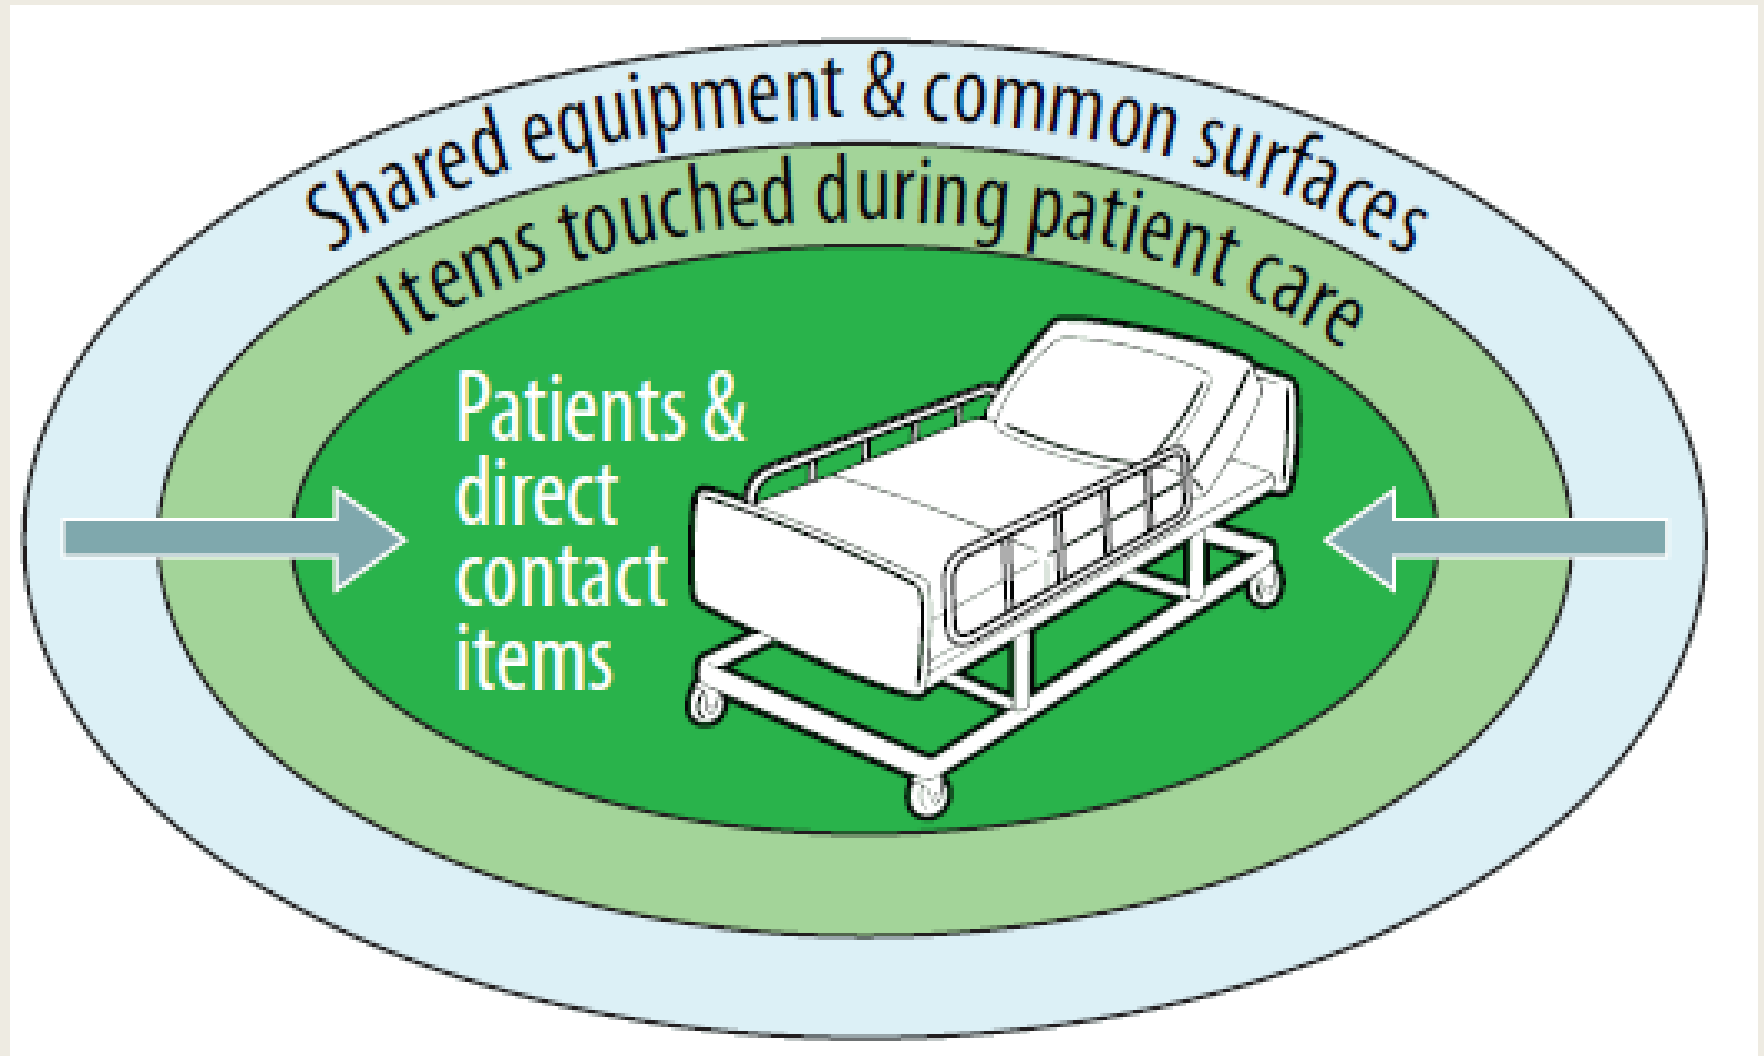 Shared equipment & common surfaces
Items touched during patient care
Patients &
direct
contact
items